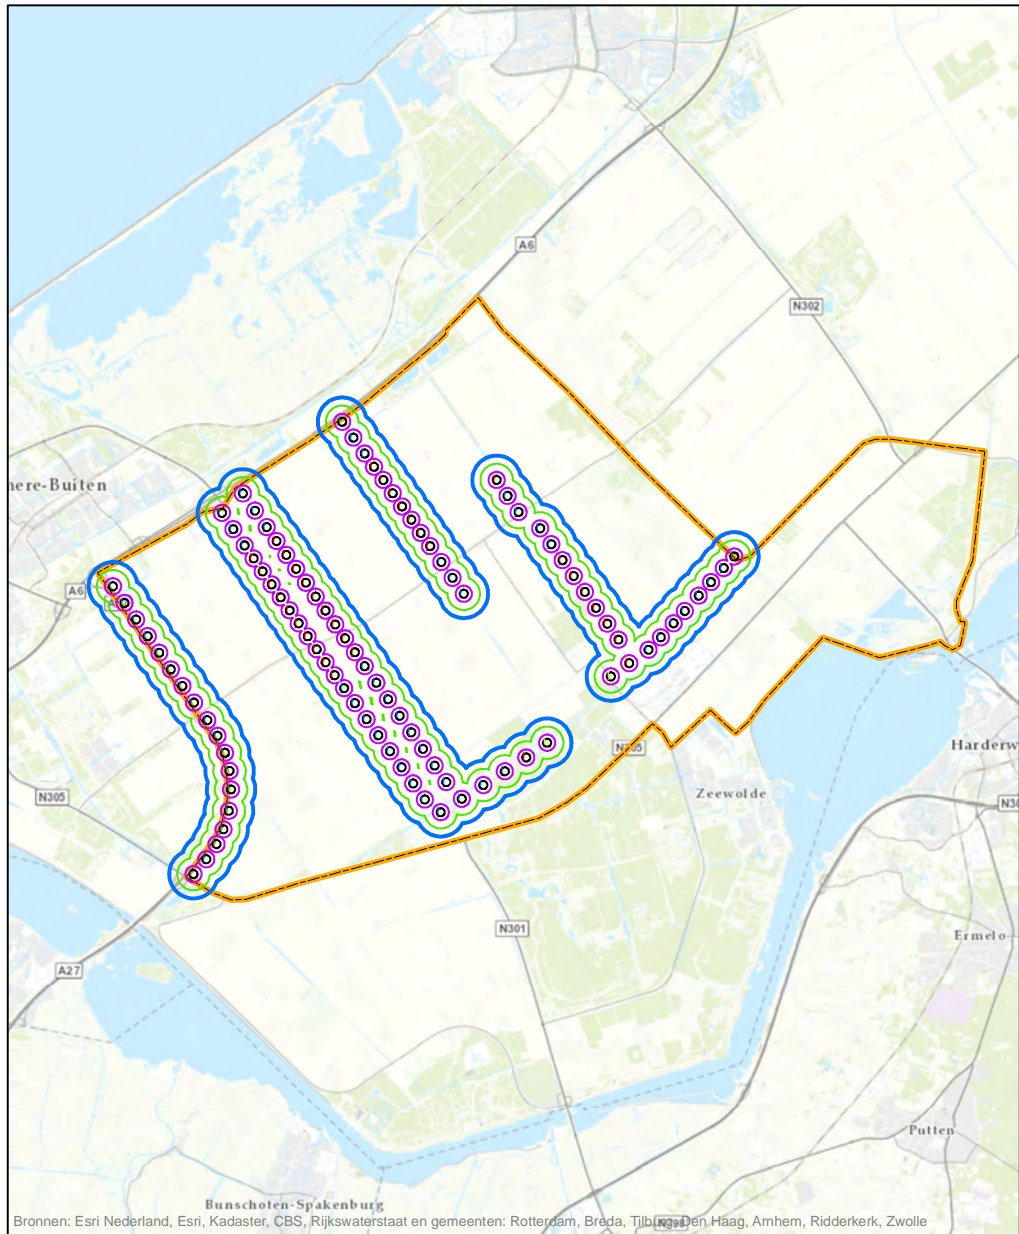 A6
N302
nere-Buiten
A6
N305
N305
Harderw
Zeewolde
N30
N301
Ermelo
A27
Putten
Bunschoten-Spakenburg
Bronnen: Esri Nederland, Esri, Kadaster, CBS, Rijkswaterstaat en gemeenten: Rotterdam, Breda, Tilburg, Den Haag, Arnhem, Ridderkerk, Zwolle